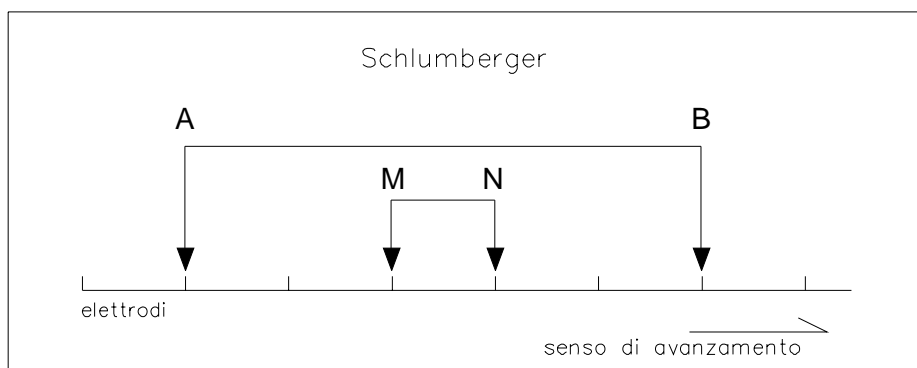 Schlumberger
A B
M N
elettrodi
senso di avanzamento